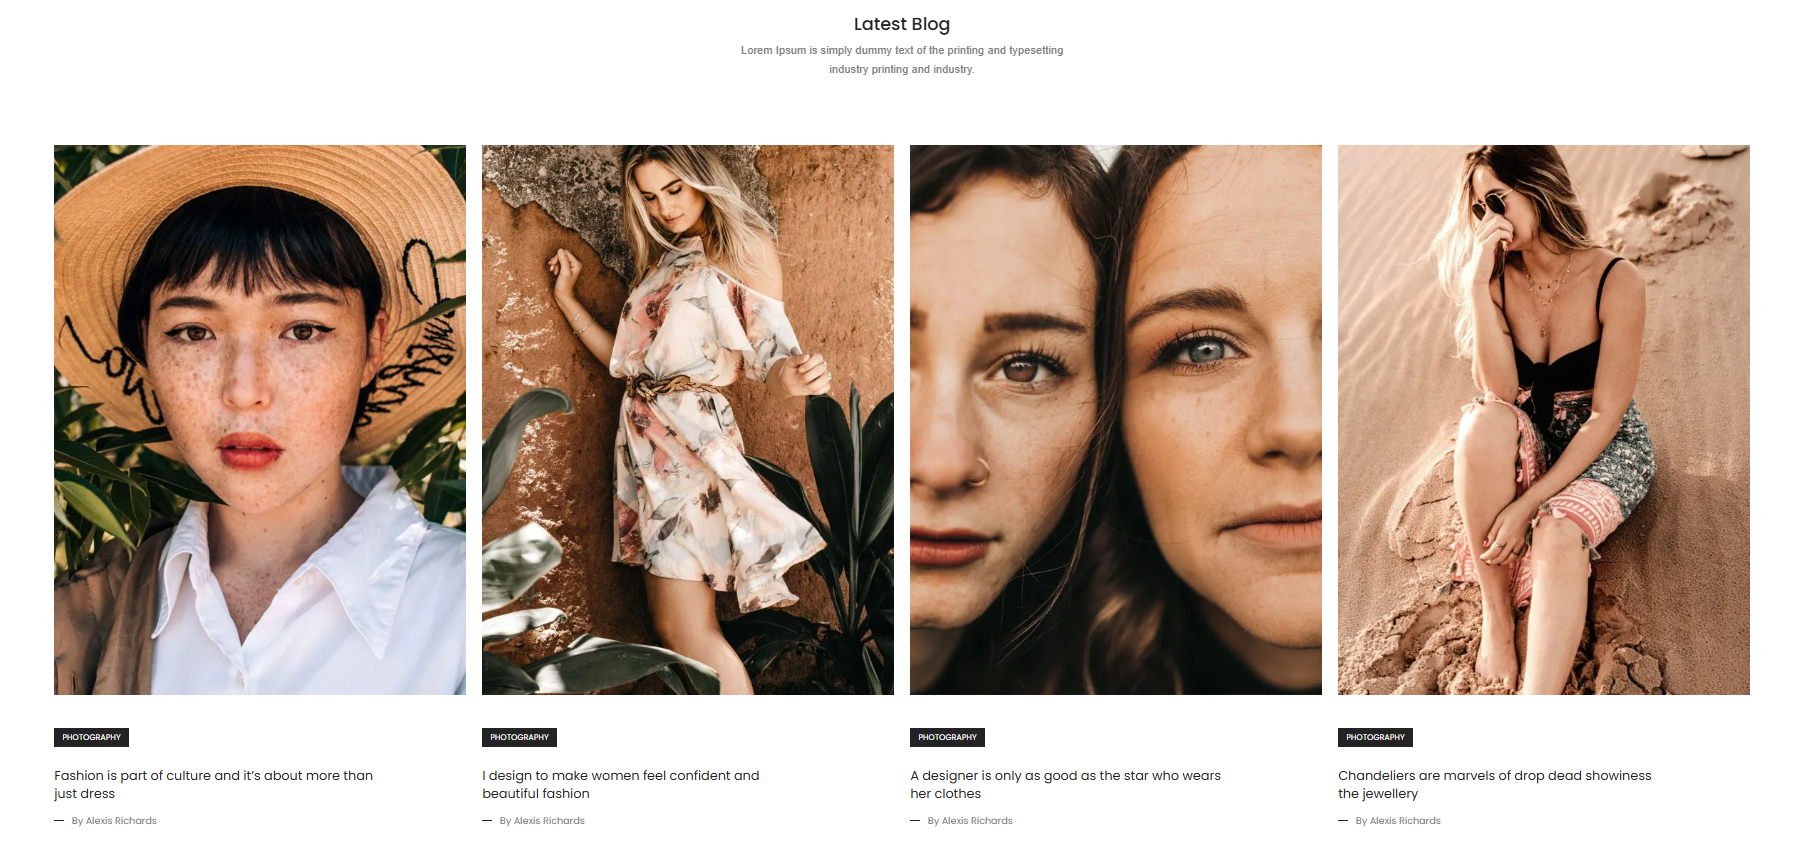 Latest Blog
Lorem Ipsum is simply dummy text of the printing and typesetting
industry printing and industry.
PHOTOGRAPHY
Fashion is part of culture and it's about more than
just dress
By Alexis Richards
PHOTOGRAPHY
I design to make women feel confident and
beautiful fashion
By Alexis Richards
PHOTOGRAPHY
A designer is only as good as the star who wears
her clothes
By Alexis Richards
PHOTOGRAPHY
Chandeliers are marvels of drop dead showiness
the jewellery
By Alexis Richards